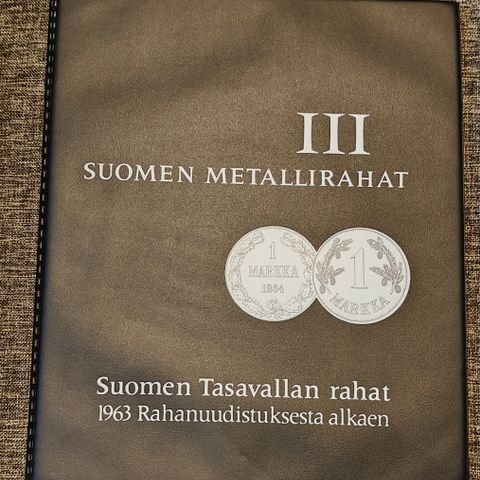 III
SUOMEN METALLIRAHAT
1
MARKKA
1864
1
MARKKA
Suomen Tasavallan rahat
1963 Rahanuudistuksesta alkaen